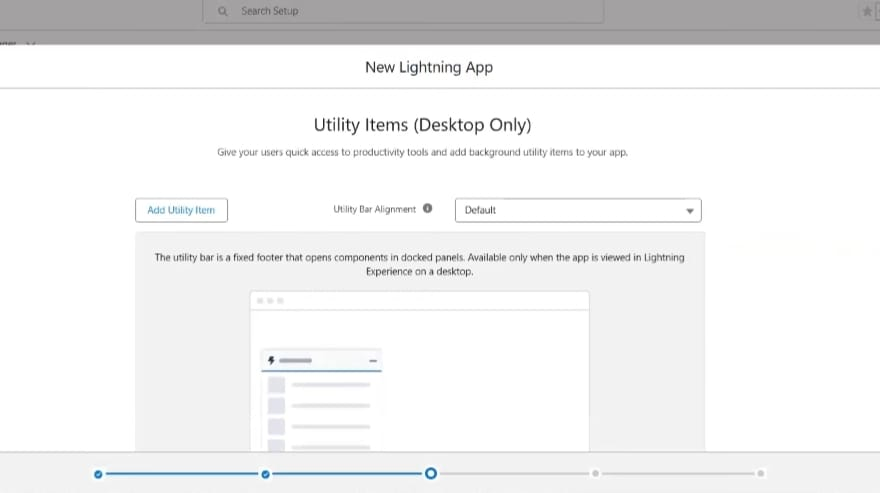 Search Setup
New Lightning App
Utility Items (Desktop Only)
Give your users quick access to productivity tools and add background utility items to your app.
Add Utility Item
Utility Bar Alignment
Default
The utility bar is a fixed footer that opens components in docked panels. Available only when the app is viewed in Lightning
Experience on a desktop.